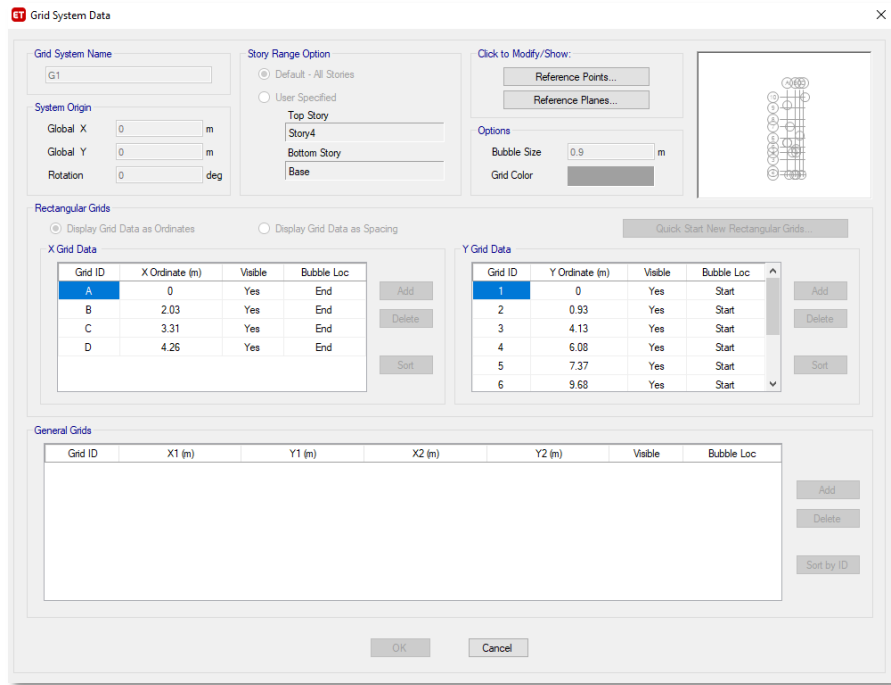 ET Grid System Data
Grid System Name
G1
System Origin
Global X 0 m
Global Y 0 m
Rotation 0 deg
Story Range Option
Default - All Stories
User Specified
Top Story
Story4
Bottom Story
Base
Click to Modify/Show:
Reference Points...
Reference Planes...
Options
Bubble Size 0.9 m
Grid Color
Rectangular Grids
Display Grid Data as Ordinates Display Grid Data as Spacing Quick Start New Rectangular Grids...
X Grid Data
Grid ID X Ordinate (m) Visible Bubble Loc
A 0 Yes End
B 2.03 Yes End
C 3.31 Yes End
D 4.26 Yes End
Add
Delete
Sort
Y Grid Data
Grid ID Y Ordinate (m) Visible Bubble Loc
1 0 Yes Start
2 0.93 Yes Start
3 4.13 Yes Start
4 6.08 Yes Start
5 7.37 Yes Start
6 9.68 Yes Start
Add
Delete
Sort
General Grids
Grid ID X1 (m) Y1 (m) X2 (m) Y2 (m) Visible Bubble Loc
Add
Delete
Sort by ID
OK Cancel